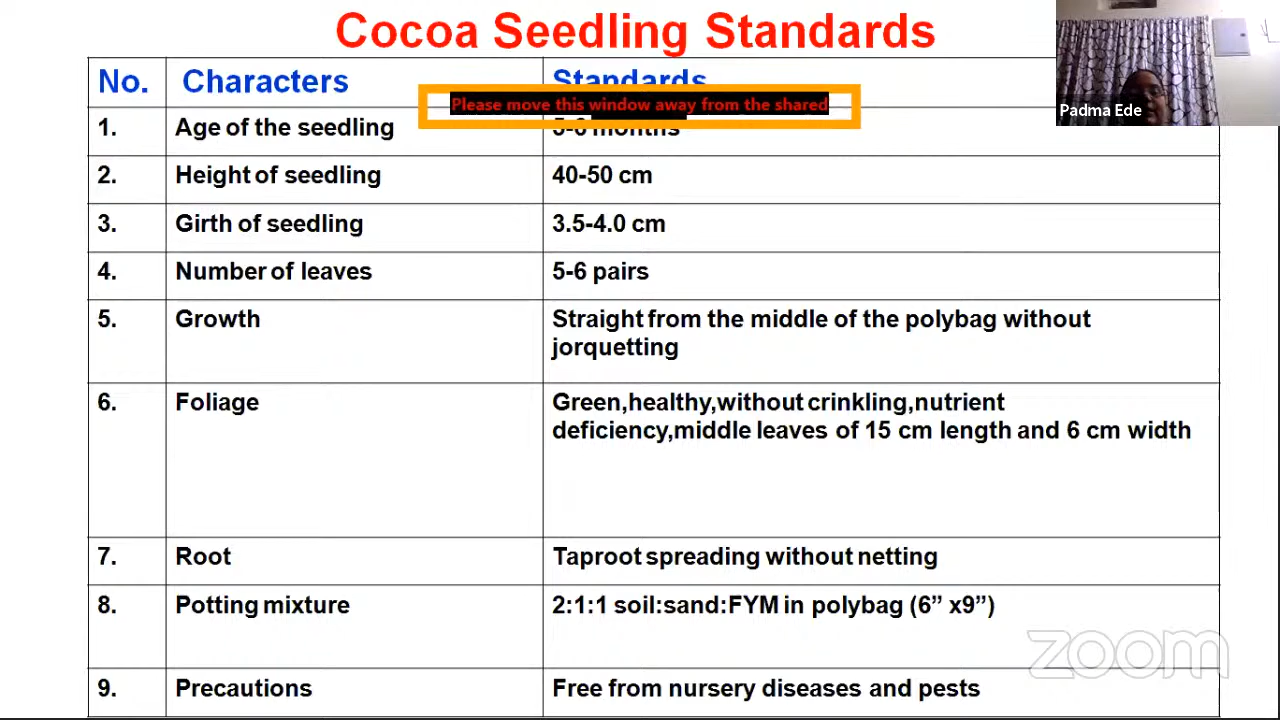 Cocoa Seedling Standards
No. Characters Standards
Please move this window away from the shared
Padma Ede
1. Age of the seedling 5-6 months
2. Height of seedling 40-50 cm
3. Girth of seedling 3.5-4.0 cm
4. Number of leaves 5-6 pairs
5. Growth Straight from the middle of the polybag without
jorquetting
6. Foliage Green,healthy,without crinkling,nutrient
deficiency,middle leaves of 15 cm length and 6 cm width
7. Root Taproot spreading without netting
8. Potting mixture 2:1:1 soil:sand:FYM in polybag (6” x9”)
zoom
9. Precautions Free from nursery diseases and pests